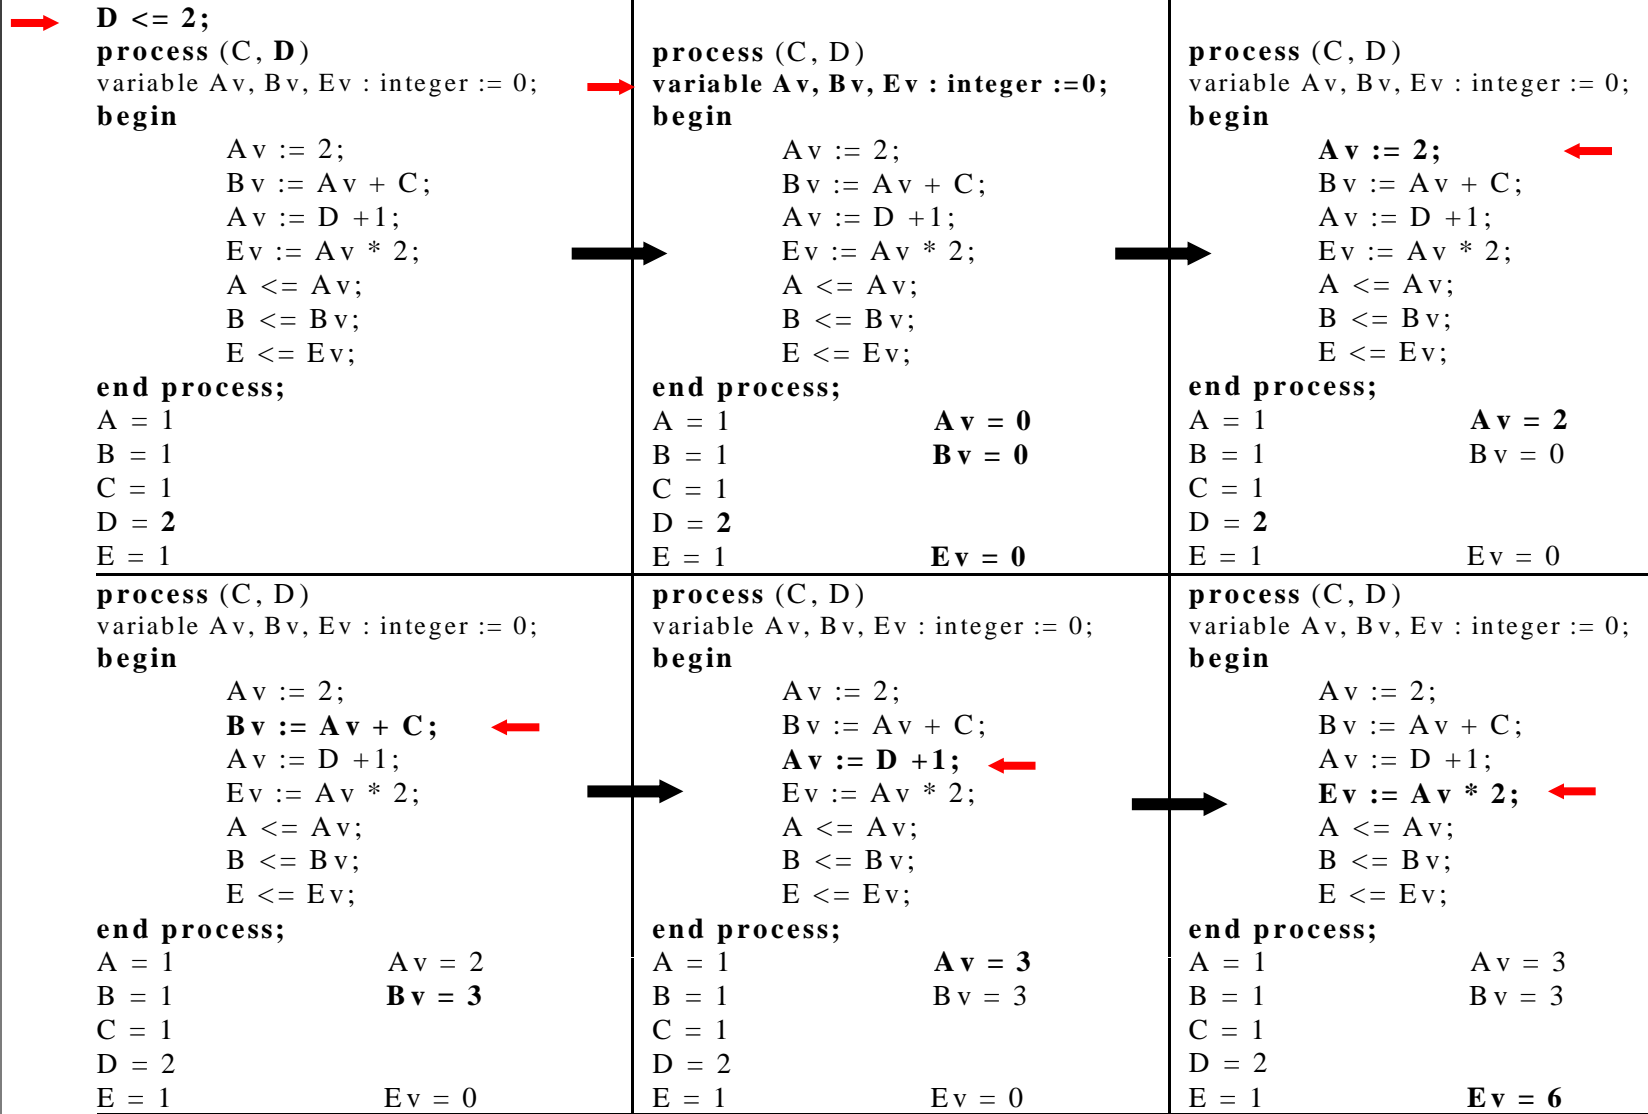 D <= 2;
process (C, D)
variable Av, Bv, Ev : integer := 0;
begin
Av := 2;
Bv := Av + C;
Av := D +1;
Ev := Av * 2;
A <= Av;
B <= Bv;
E <= Ev;
end process;
A = 1
B = 1
C = 1
D = 2
E = 1
process (C, D)
variable Av, Bv, Ev : integer :=0;
begin
Av := 2;
Bv := Av + C;
Av := D +1;
Ev := Av * 2;
A <= Av;
B <= Bv;
E <= Ev;
end process;
A = 1 Av = 0
B = 1 Bv = 0
C = 1
D = 2
E = 1 Ev = 0
process (C, D)
variable Av, Bv, Ev : integer := 0;
begin
Av := 2;
Bv := Av + C;
Av := D +1;
Ev := Av * 2;
A <= Av;
B <= Bv;
E <= Ev;
end process;
A = 1 Av = 2
B = 1 Bv = 0
C = 1
D = 2
E = 1 Ev = 0
process (C, D)
variable Av, Bv, Ev : integer := 0;
begin
Av := 2;
Bv := Av + C;
Av := D +1;
Ev := Av * 2;
A <= Av;
B <= Bv;
E <= Ev;
end process;
A = 1 Av = 2
B = 1 Bv = 3
C = 1
D = 2
E = 1 Ev = 0
process (C, D)
variable Av, Bv, Ev : integer := 0;
begin
Av := 2;
Bv := Av + C;
Av := D +1;
Ev := Av * 2;
A <= Av;
B <= Bv;
E <= Ev;
end process;
A = 1 Av = 3
B = 1 Bv = 3
C = 1
D = 2
E = 1 Ev = 0
process (C, D)
variable Av, Bv, Ev : integer := 0;
begin
Av := 2;
Bv := Av + C;
Av := D +1;
Ev := Av * 2;
A <= Av;
B <= Bv;
E <= Ev;
end process;
A = 1 Av = 3
B = 1 Bv = 3
C = 1
D = 2
E = 1 Ev = 6